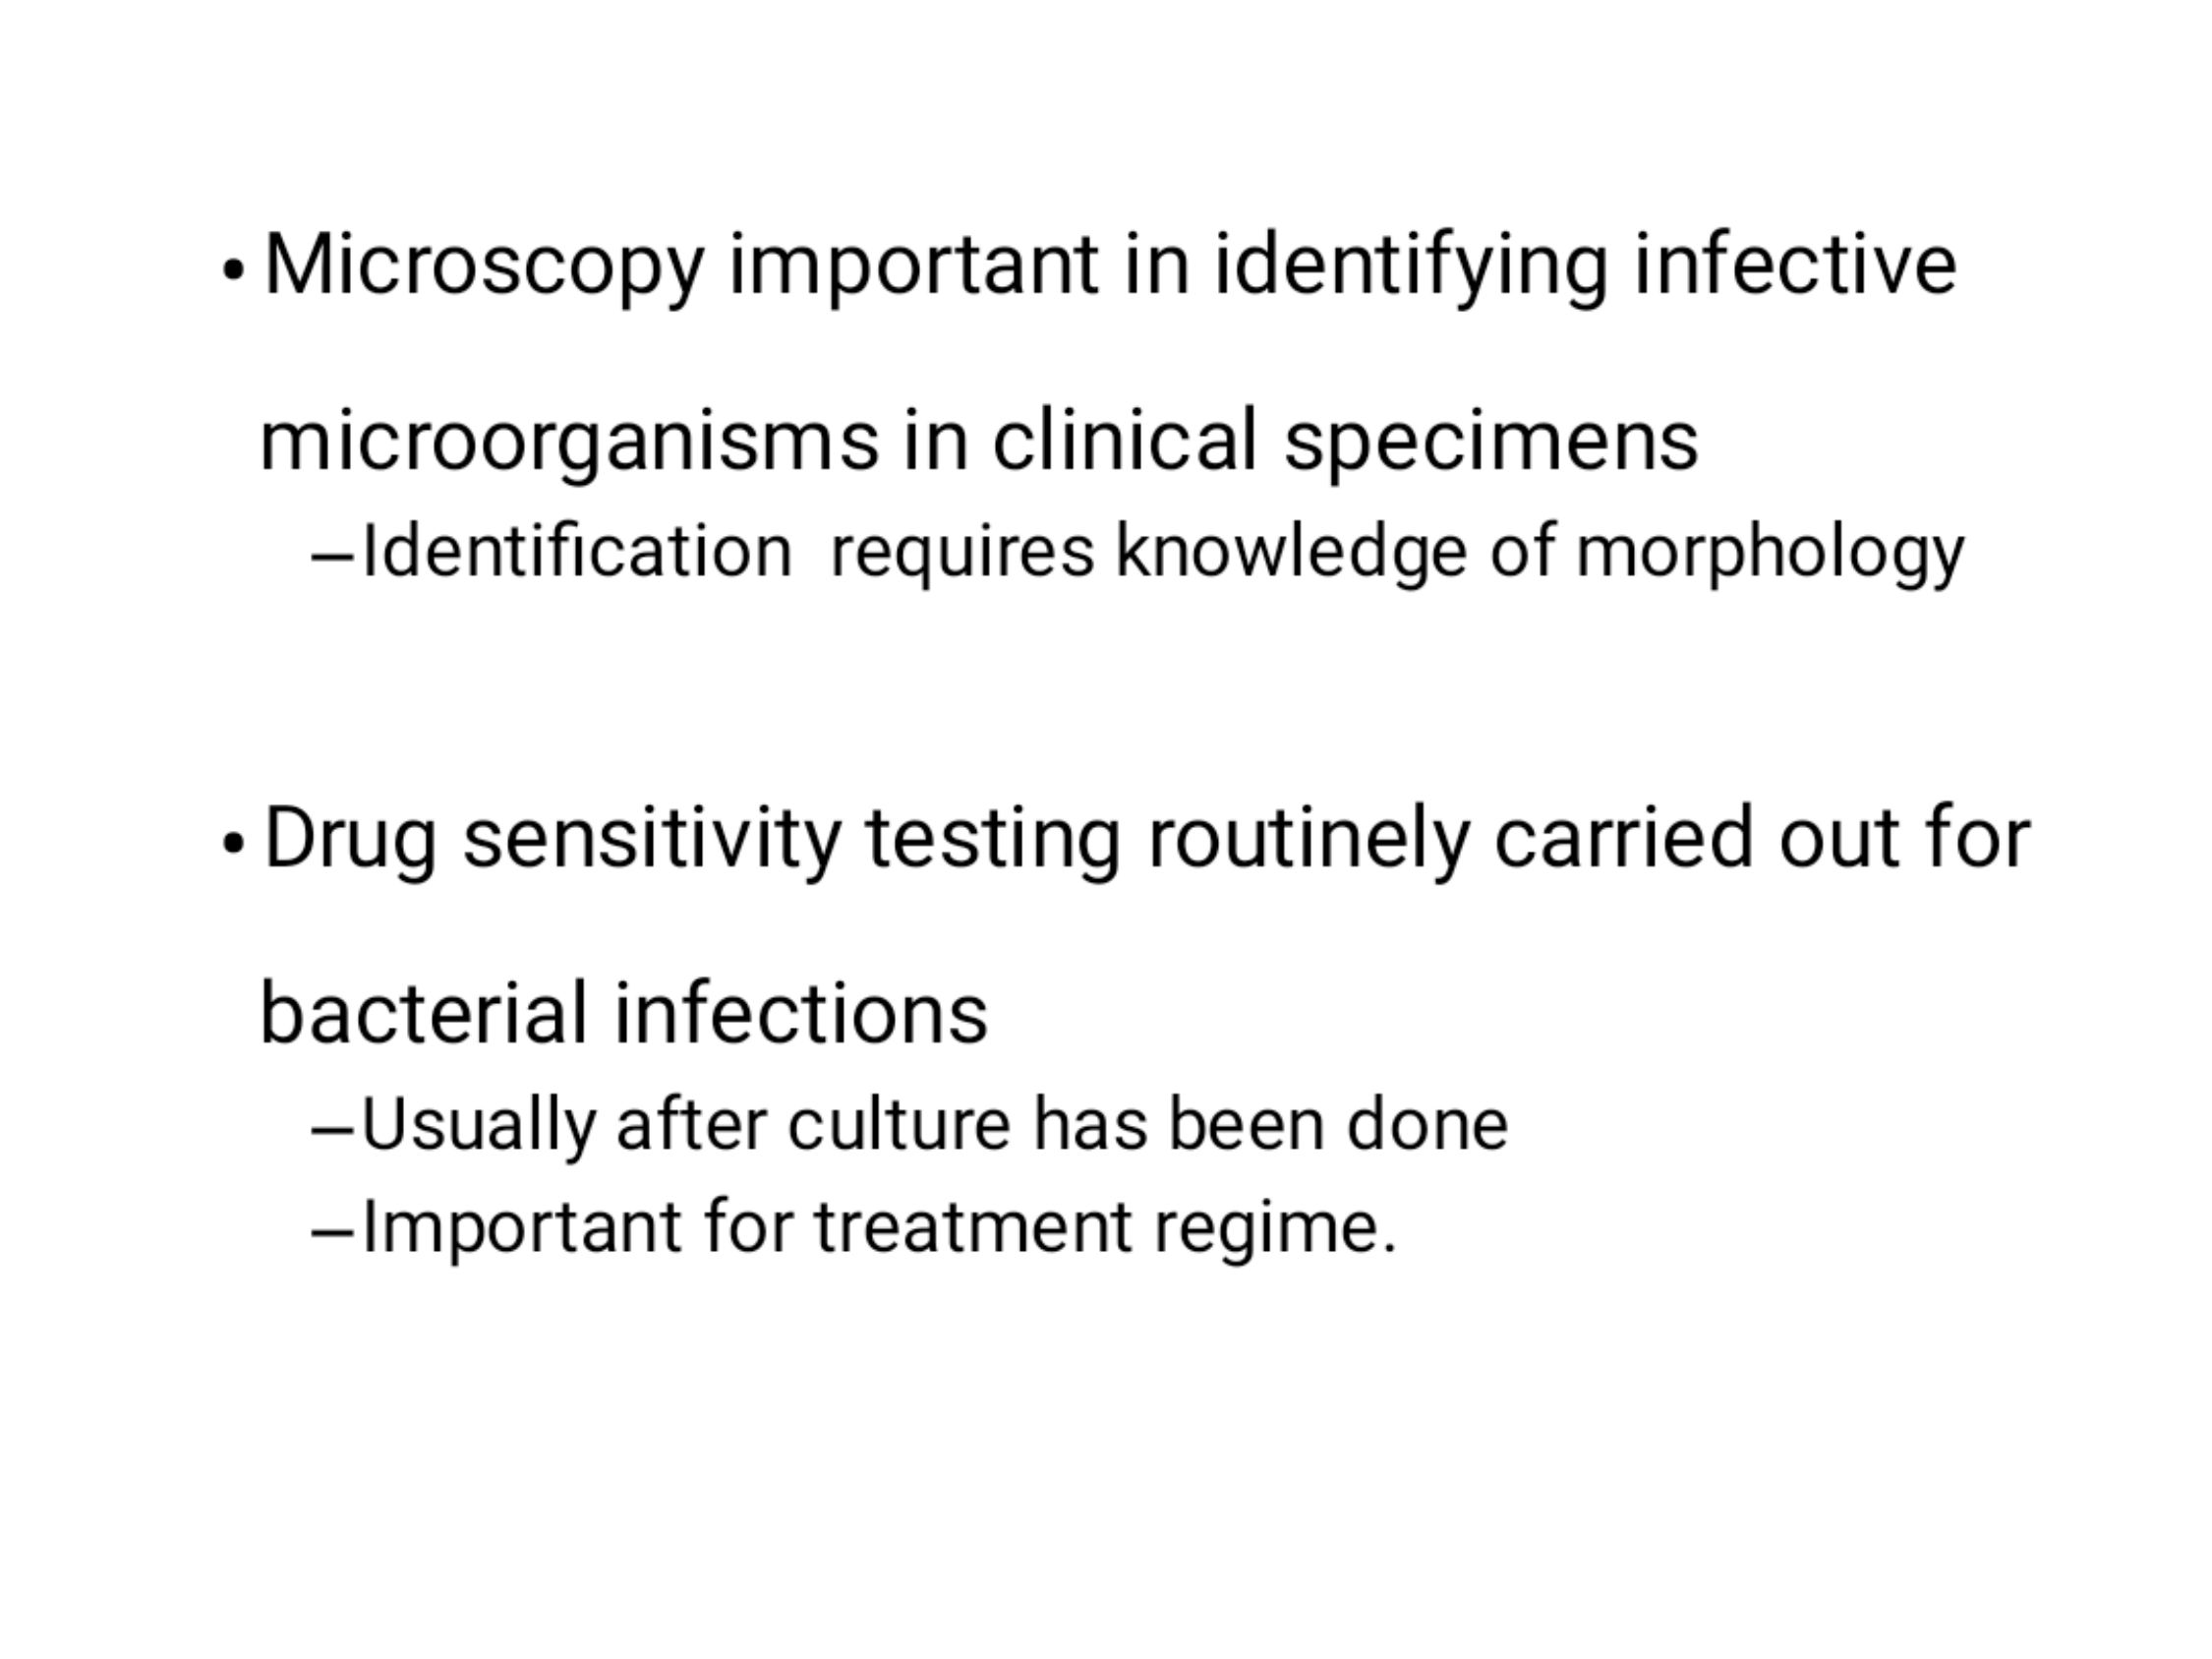 • Microscopy important in identifying infective
microorganisms in clinical specimens
–Identification  requires knowledge of morphology
• Drug sensitivity testing routinely carried out for
bacterial infections
–Usually after culture has been done
–Important for treatment regime.